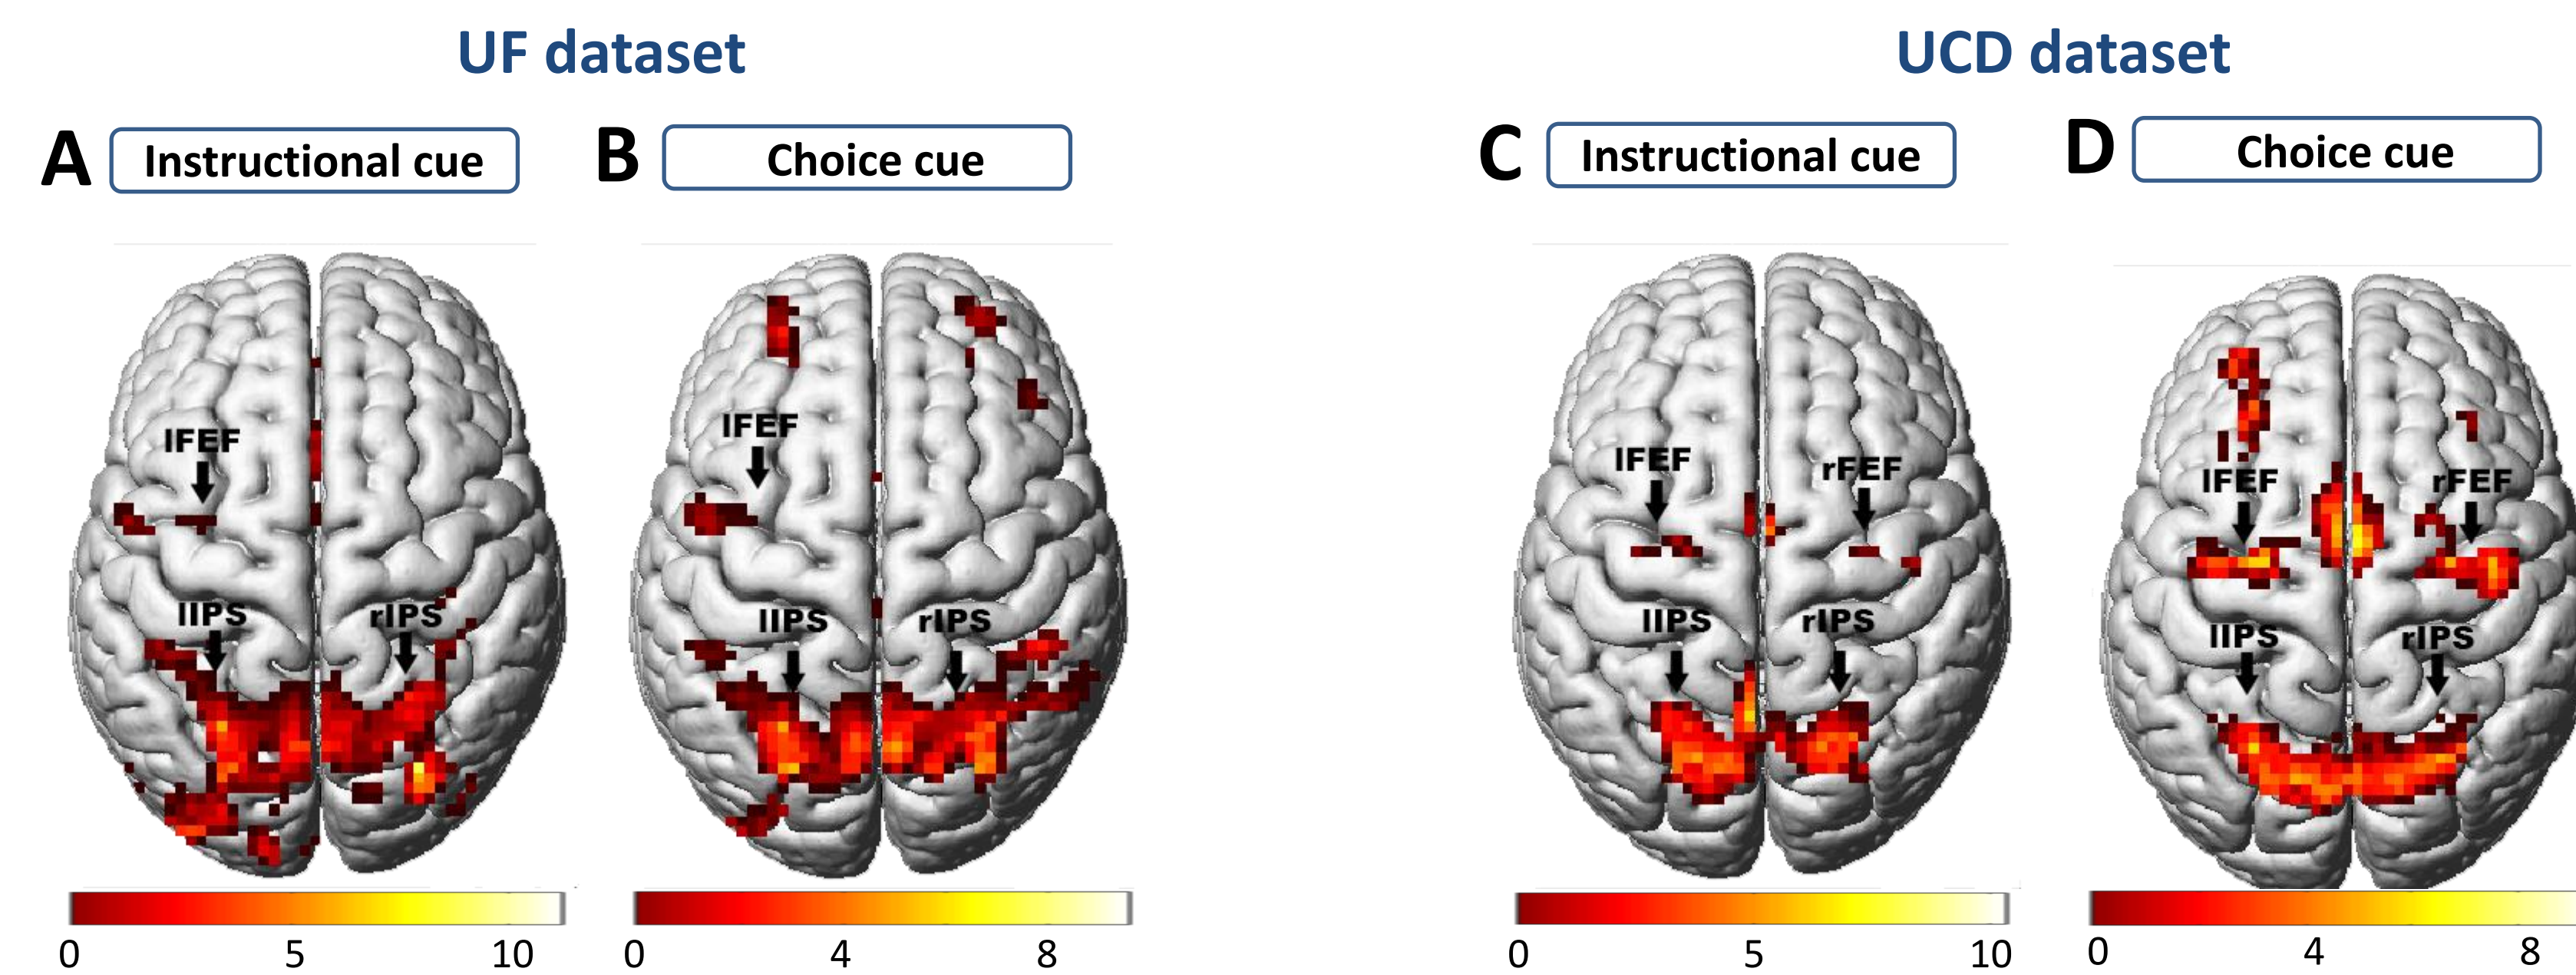 UF dataset
UCD dataset
A Instructional cue
B Choice cue
C Instructional cue
D Choice cue
lFEF
lIPS
rIPS
0 5 10
lFEF
lIPS
rIPS
0 4 8
lFEF
rFEF
lIPS
rIPS
0 5 10
lFEF
rFEF
lIPS
rIPS
0 4 8